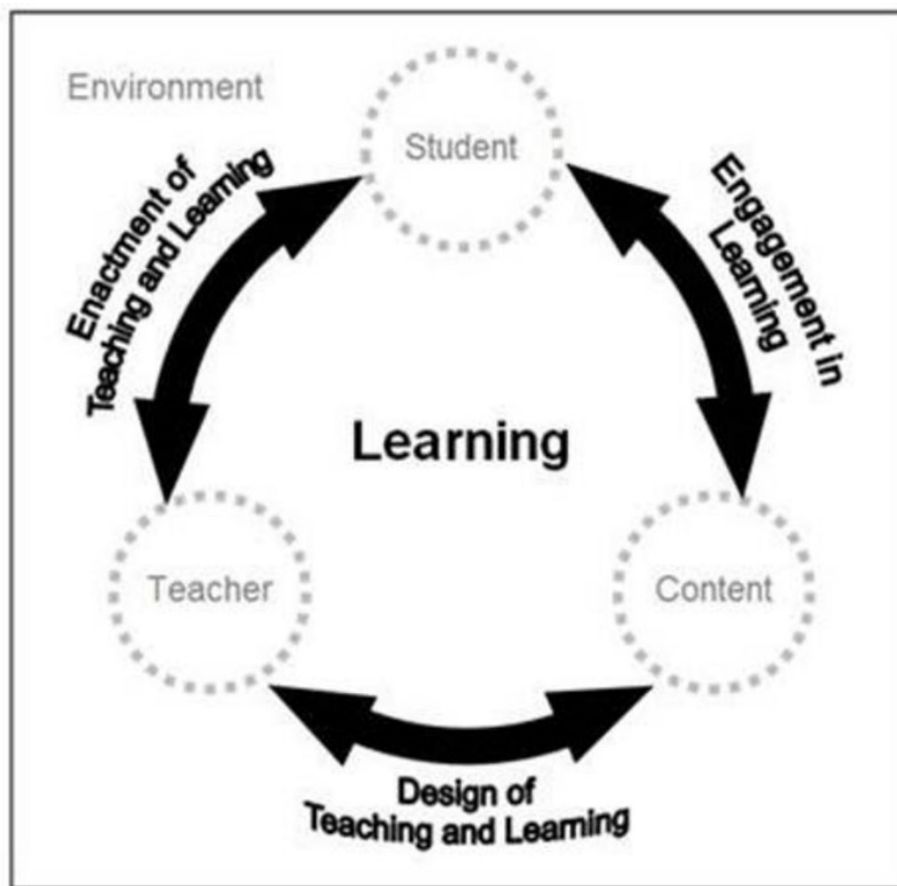 Environment
Student
Enactment of
Teaching and Learning
Engagement in
Learning
Learning
Teacher
Content
Design of
Teaching and Learning